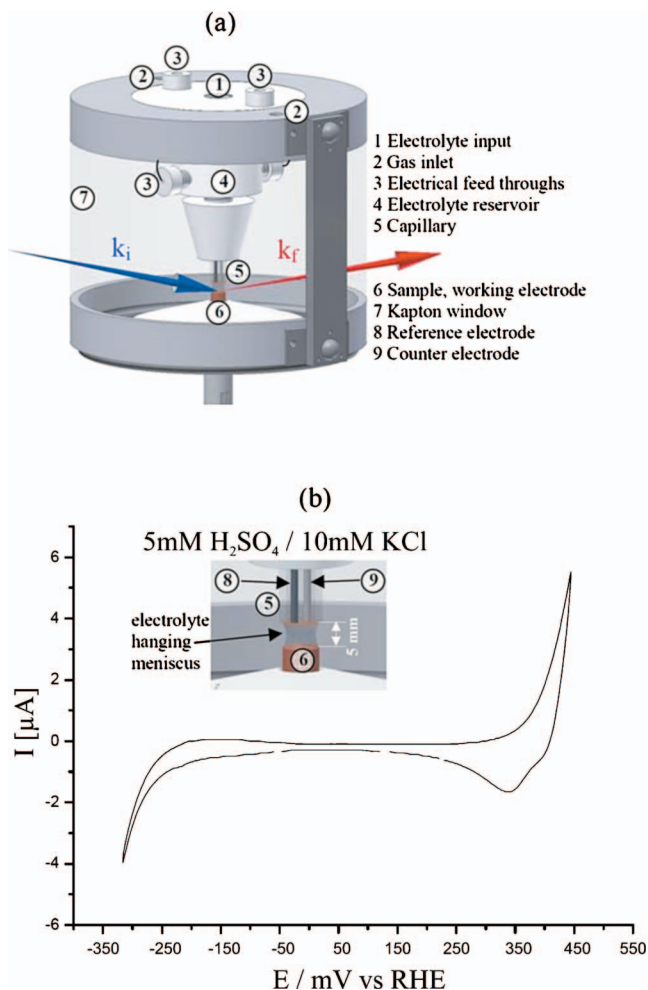 (a)
3
2
1
3
2
3
4
7
k_i
k_f
5
6
1 Electrolyte input
2 Gas inlet
3 Electrical feed throughs
4 Electrolyte reservoir
5 Capillary
6 Sample, working electrode
7 Kapton window
8 Reference electrode
9 Counter electrode
(b)
5mM H₂SO₄ / 10mM KCl
8
9
5
electrolyte
hanging
meniscus
5 mm
6
I [µA]
6
4
2
0
-2
-4
-6
-350 -250 -150 -50 50 150 250 350 450 550
E / mV vs RHE